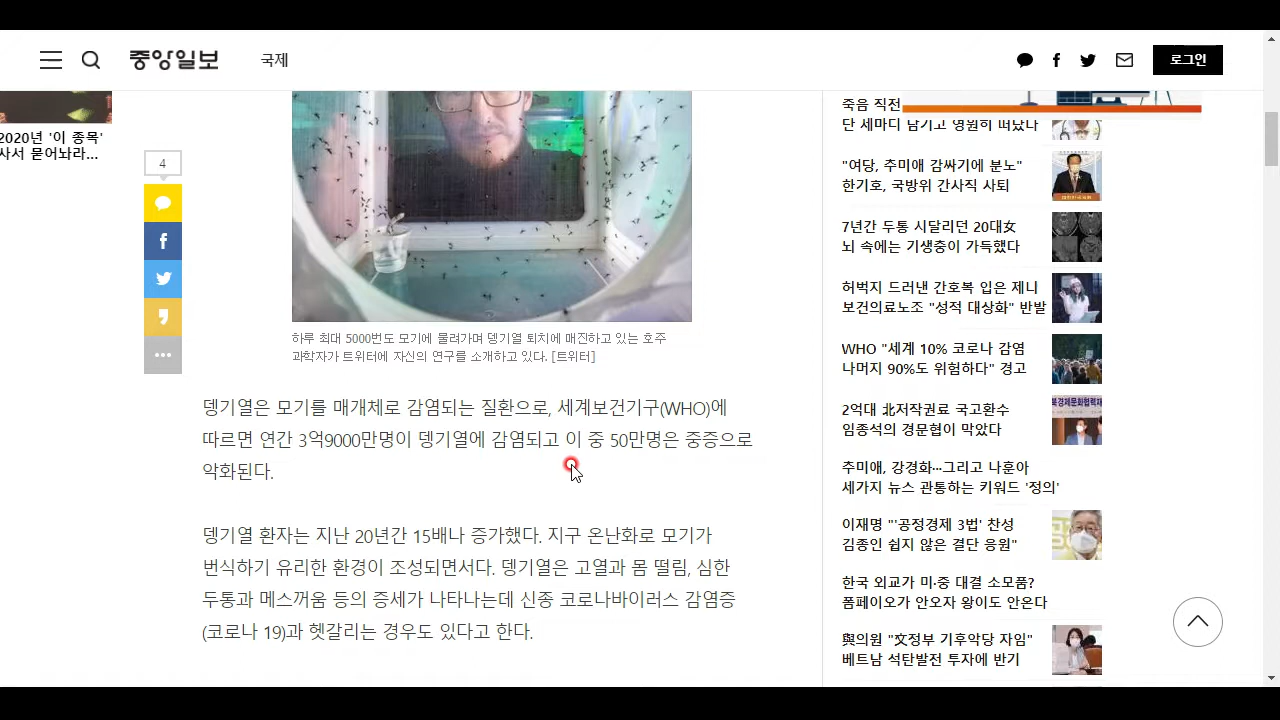 중앙일보
국제
로그인
2020년 '이 종목'
사서 묻어놔라...
4
하루 최대 5000번도 모기에 물려가며 뎅기열 퇴치에 매진하고 있는 호주
과학자가 트위터에 자신의 연구를 소개하고 있다. [트위터]
뎅기열은 모기를 매개체로 감염되는 질환으로, 세계보건기구(WHO)에
따르면 연간 3억9000만명이 뎅기열에 감염되고 이 중 50만명은 중증으로
악화된다.
뎅기열 환자는 지난 20년간 15배나 증가했다. 지구 온난화로 모기가
번식하기 유리한 환경이 조성되면서다. 뎅기열은 고열과 몸 떨림, 심한
두통과 메스꺼움 등의 증세가 나타나는데 신종 코로나바이러스 감염증
(코로나 19)과 헷갈리는 경우도 있다고 한다.
죽음 직전
단 세마디 남기고 영원히 떠났다
"여당, 추미애 감싸기에 분노"
한기호, 국방위 간사직 사퇴
7년간 두통 시달리던 20대女
뇌 속에는 기생충이 가득했다
허벅지 드러낸 간호복 입은 제니
보건의료노조 "성적 대상화" 반발
WHO "세계 10% 코로나 감염
나머지 90%도 위험하다" 경고
2억대 北저작권료 국고환수
임종석의 경문협이 막았다
추미애, 강경화···그리고 나훈아
세가지 뉴스 관통하는 키워드 '정의'
이재명 "'공정경제 3법' 찬성
김종인 쉽지 않은 결단 응원"
한국 외교가 미·중 대결 소모품?
폼페이오가 안오자 왕이도 안온다
與의원 "文정부 기후악당 자임"
베트남 석탄발전 투자에 반기